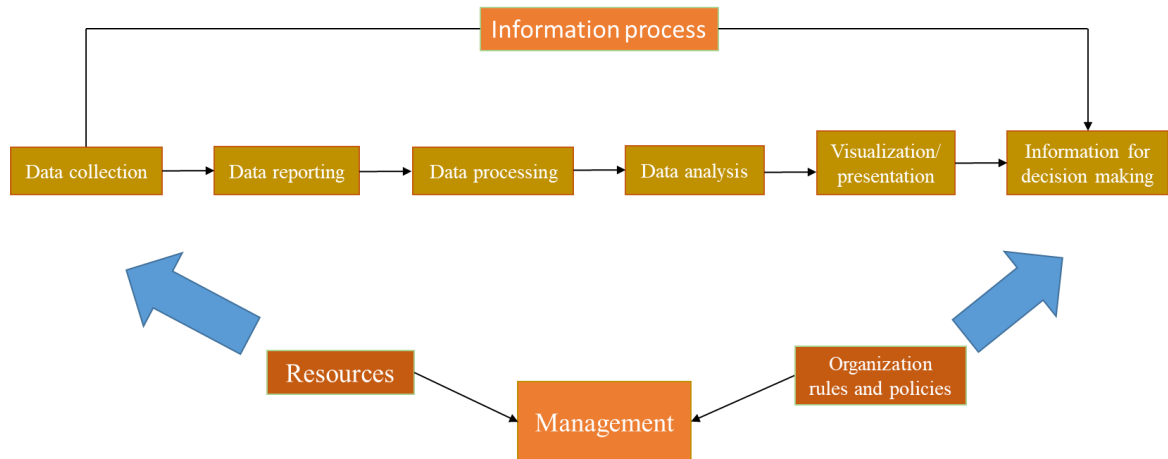 Information process
Data collection
Data reporting
Data processing
Data analysis
Visualization/
presentation
Information for
decision making
Resources
Organization
rules and policies
Management